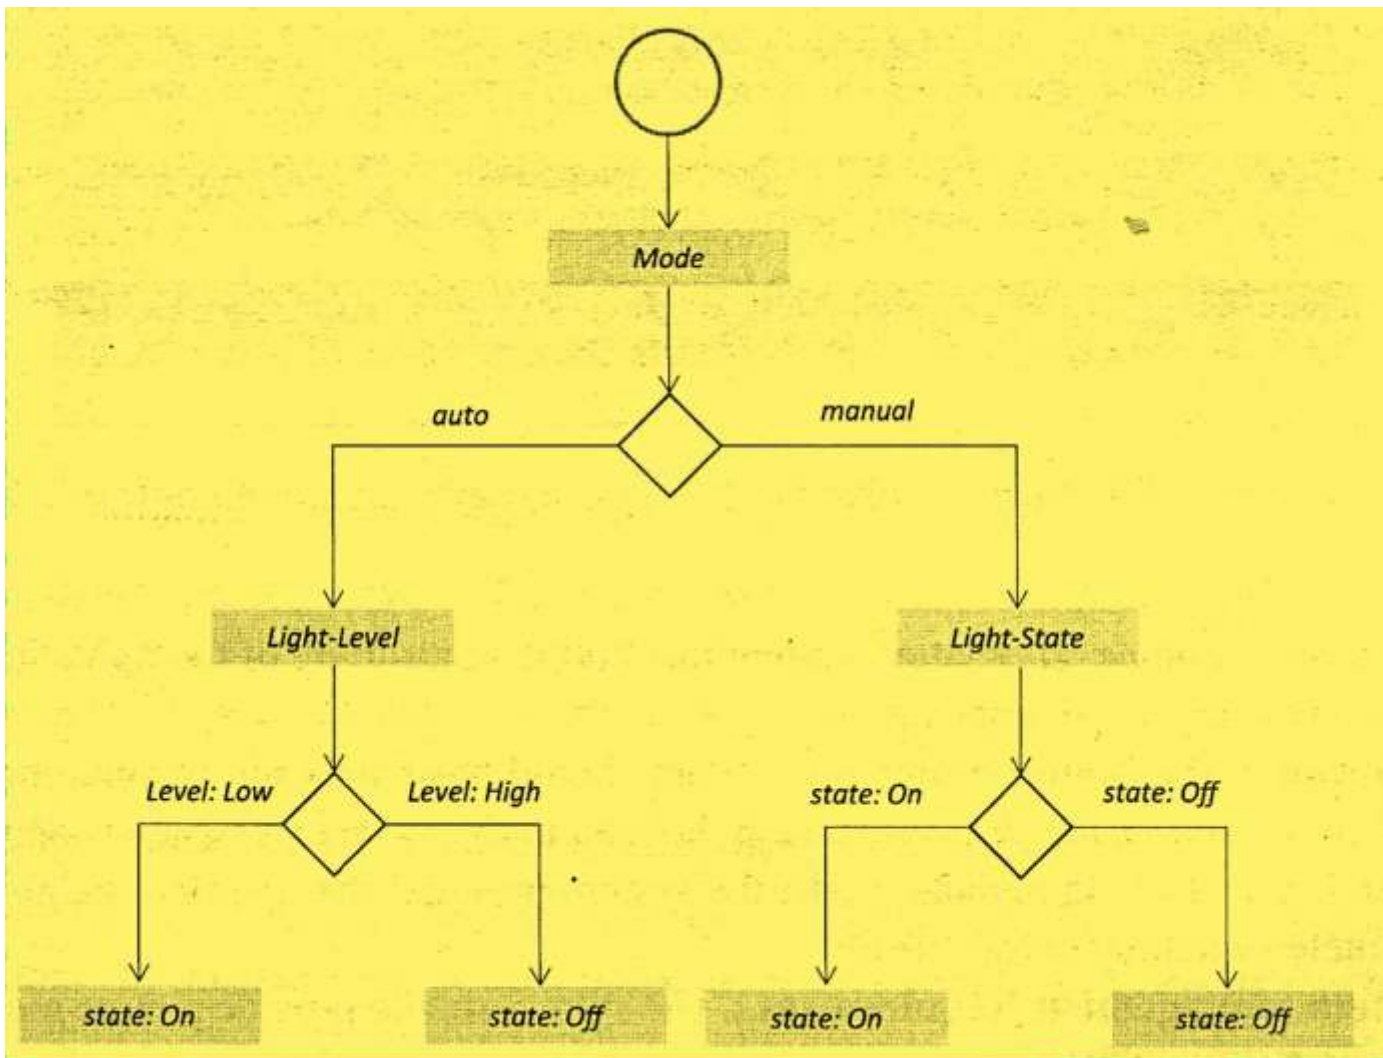 Mode
auto
manual
Light-Level
Light-State
Level: Low
Level: High
state: On
state: Off
state: On
state: Off
state: On
state: Off